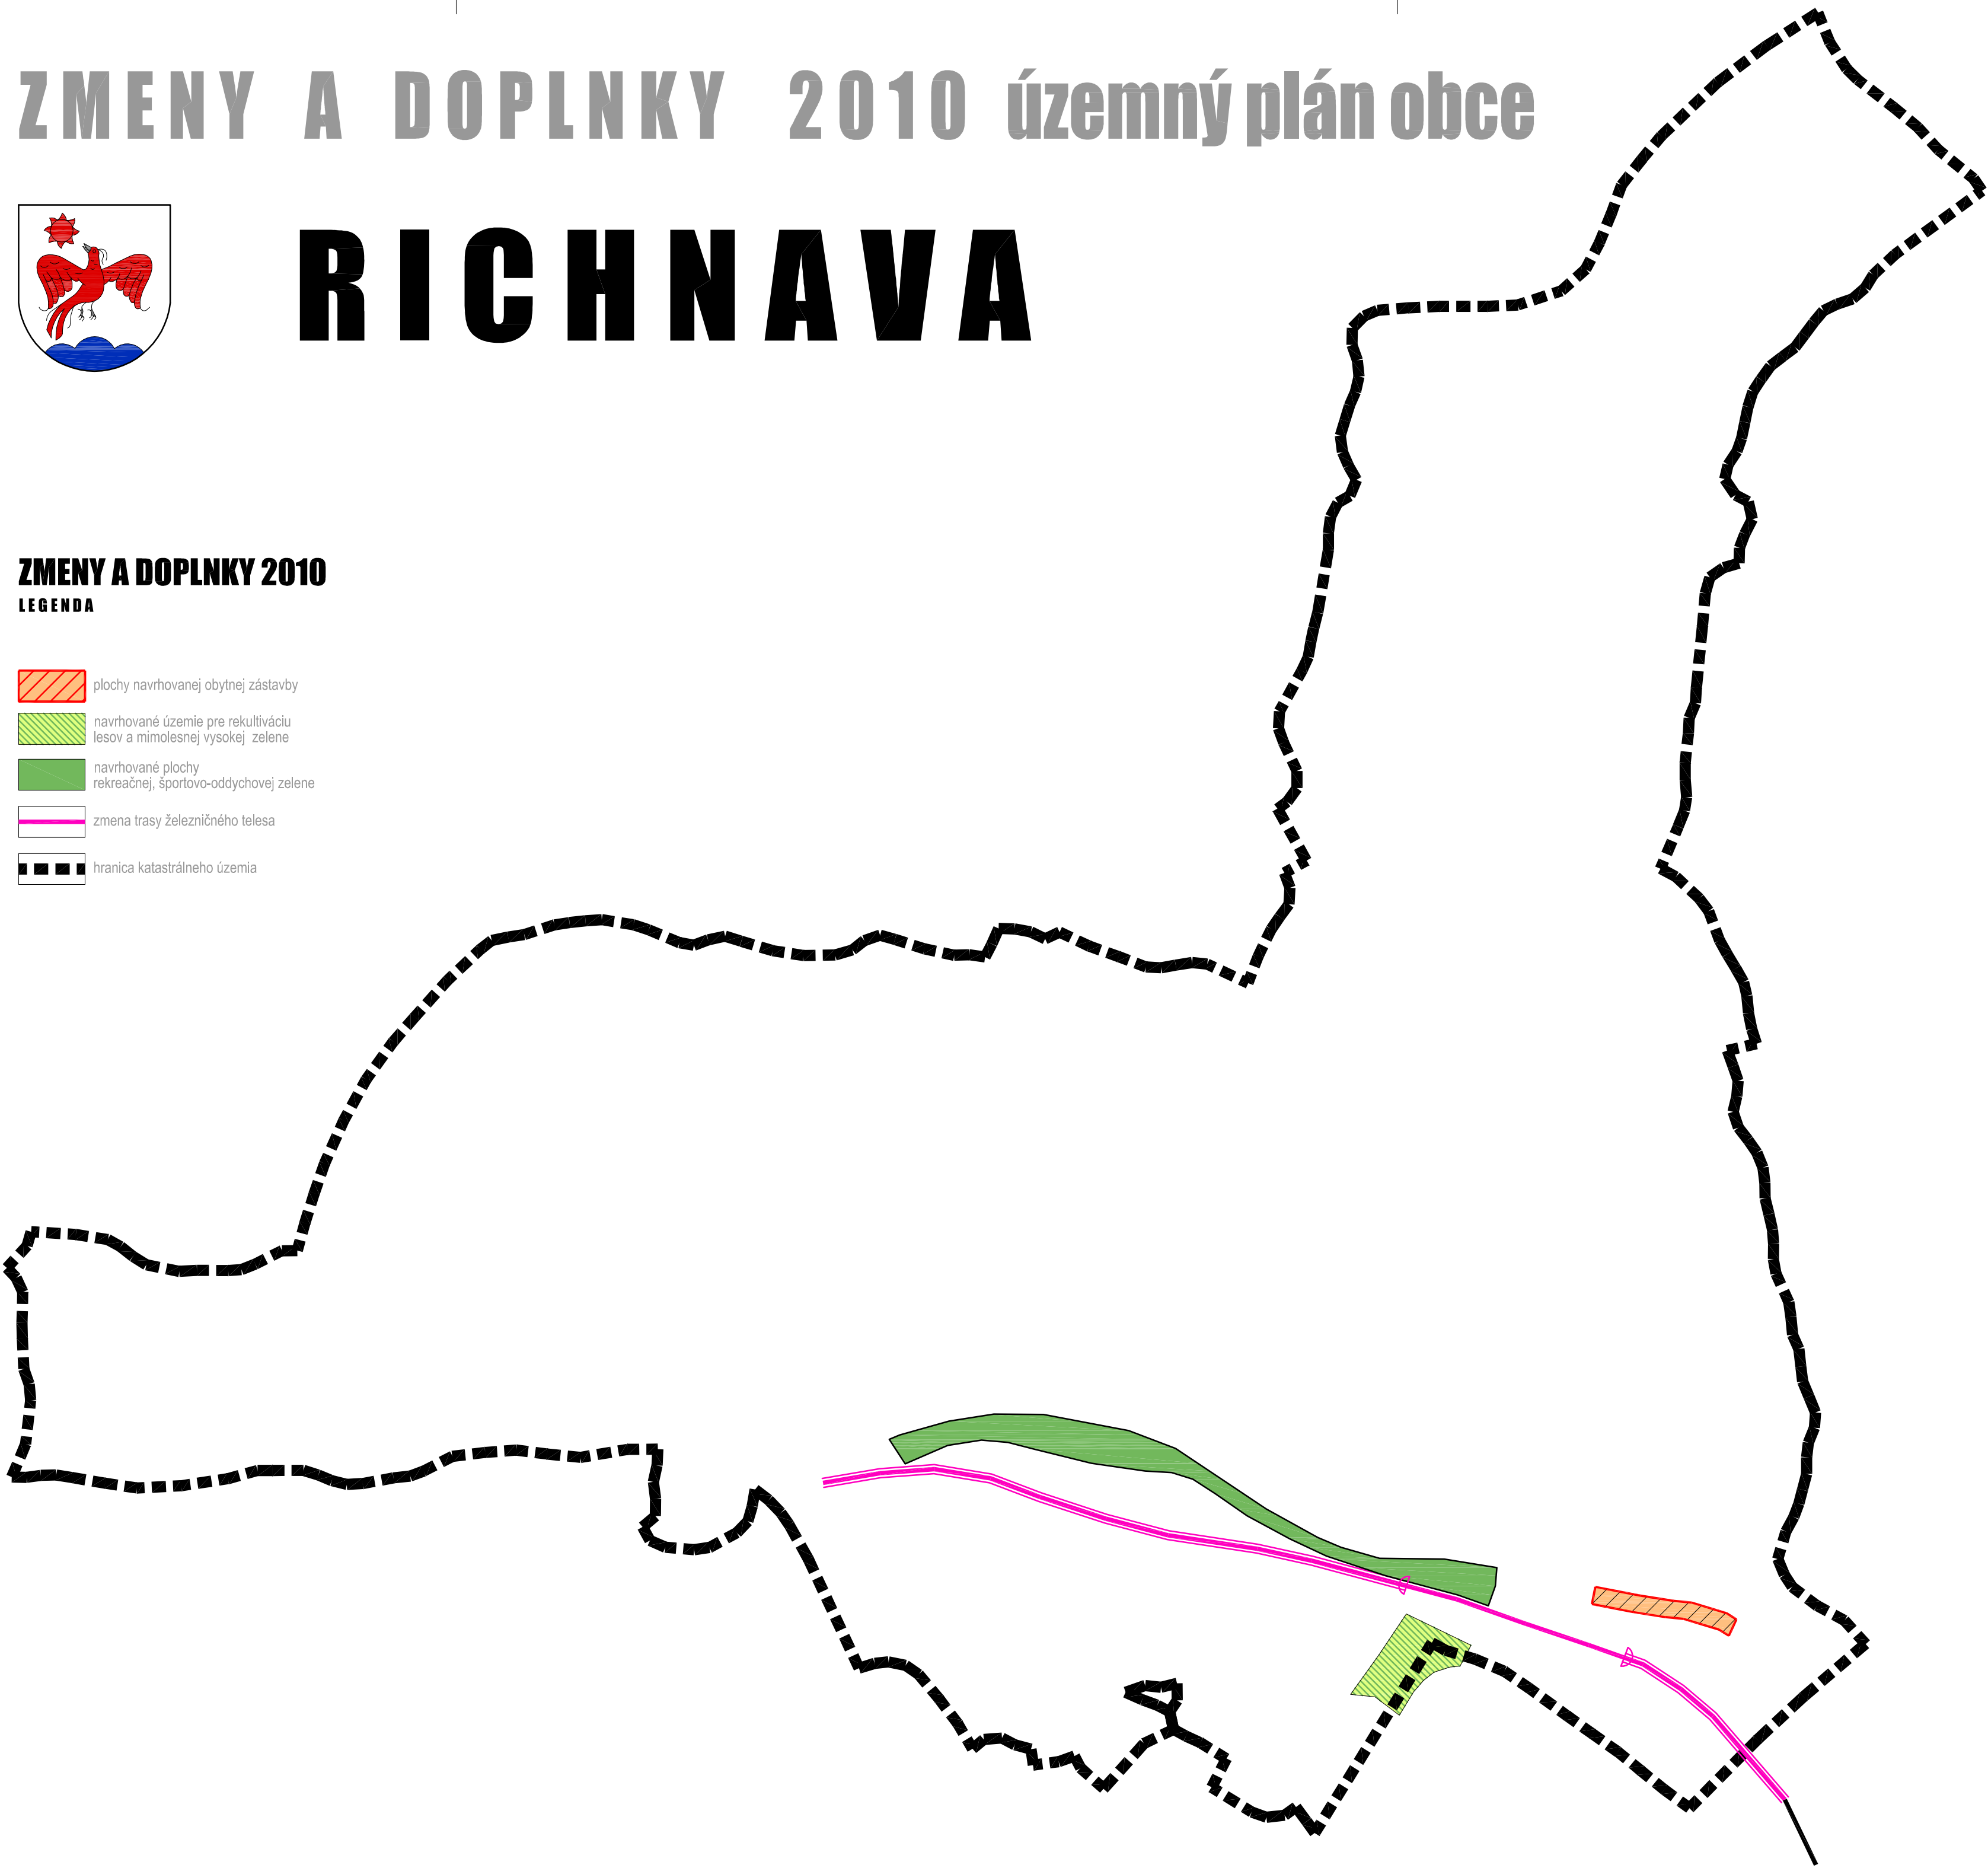 ZMENY A DOPLNKY 2010 územný plán obce
RICHNAVA
ZMENY A DOPLNKY 2010
LEGENDA
plochy navrhovanej obytnej zástavby
navrhované územie pre rekultiváciu
lesov a mimolesnej vysokej zelene
navrhované plochy
rekreačnej, športovo-oddychovej zelene
zmena trasy železničného telesa
hranica katastrálneho územia